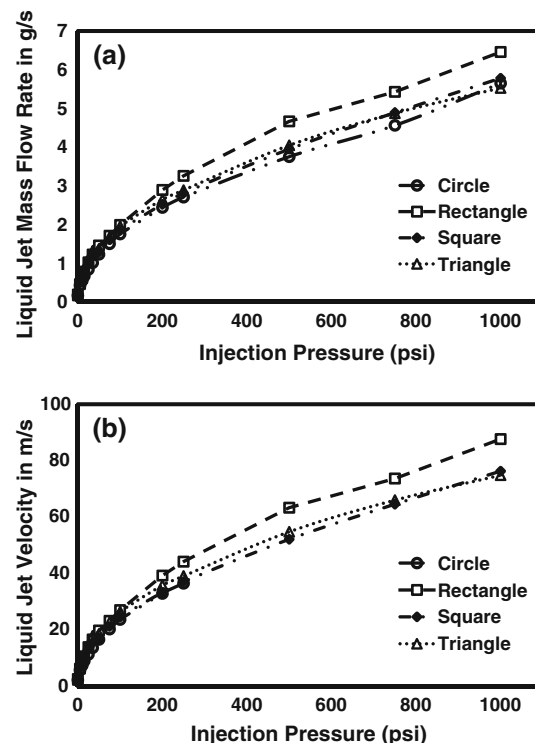 Liquid Jet Mass Flow Rate in g/s
(a)
7
6
5
4
3
2
1
0
0 200 400 600 800 1000
Injection Pressure (psi)
Circle
Rectangle
Square
Triangle
Liquid Jet Velocity in m/s
(b)
100
80
60
40
20
0
0 200 400 600 800 1000
Injection Pressure (psi)
Circle
Rectangle
Square
Triangle